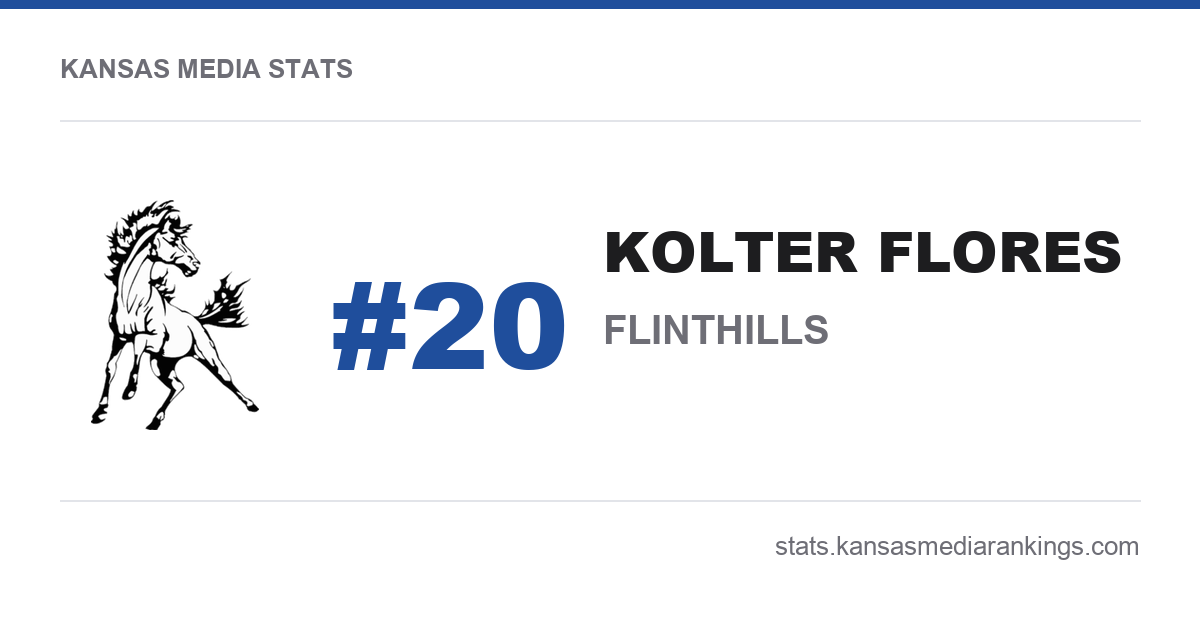 KANSAS MEDIA STATS
#20
KOLTER FLORES
FLINTHILLS
stats.kansasmediarankings.com